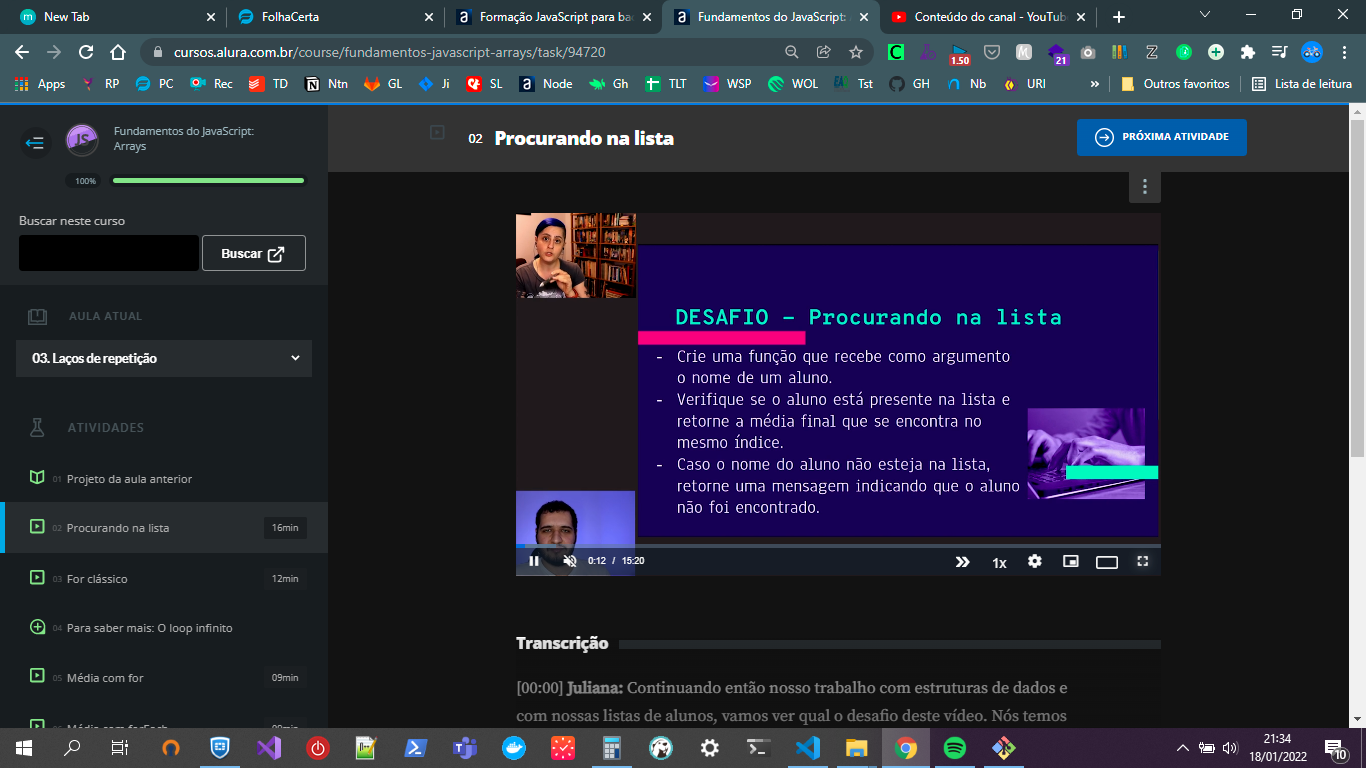 New Tab
FolhaCerta
Formação JavaScript para ba
Fundamentos do JavaScript:
Conteúdo do canal - YouTub
cursos.alura.com.br/course/fundamentos-javascript-arrays/task/94720
1.50
21
Apps
RP
PC
Rec
TD
Ntn
GL
Ji
SL
Node
Gh
TLT
WSP
WOL
Tst
GH
Nb
URI
»
Outros favoritos
Lista de leitura
JS
Fundamentos do JavaScript:
Arrays
100%
Buscar neste curso
Buscar
AULA ATUAL
03. Laços de repetição
ATIVIDADES
01 Projeto da aula anterior
02 Procurando na lista 16min
03 For clássico 12min
04 Para saber mais: O loop infinito
05 Média com for 09min
02 Procurando na lista
PRÓXIMA ATIVIDADE
DESAFIO - Procurando na lista
- Crie uma função que recebe como argumento
o nome de um aluno.
- Verifique se o aluno está presente na lista e
retorne a média final que se encontra no
mesmo índice.
- Caso o nome do aluno não esteja na lista,
retorne uma mensagem indicando que o aluno
não foi encontrado.
0:12 / 15:20
1x
Transcrição
[00:00] Juliana: Continuando então nosso trabalho com estruturas de dados e
com nossas listas de alunos, vamos ver qual o desafio deste vídeo. Nós temos
21:34
18/01/2022
10